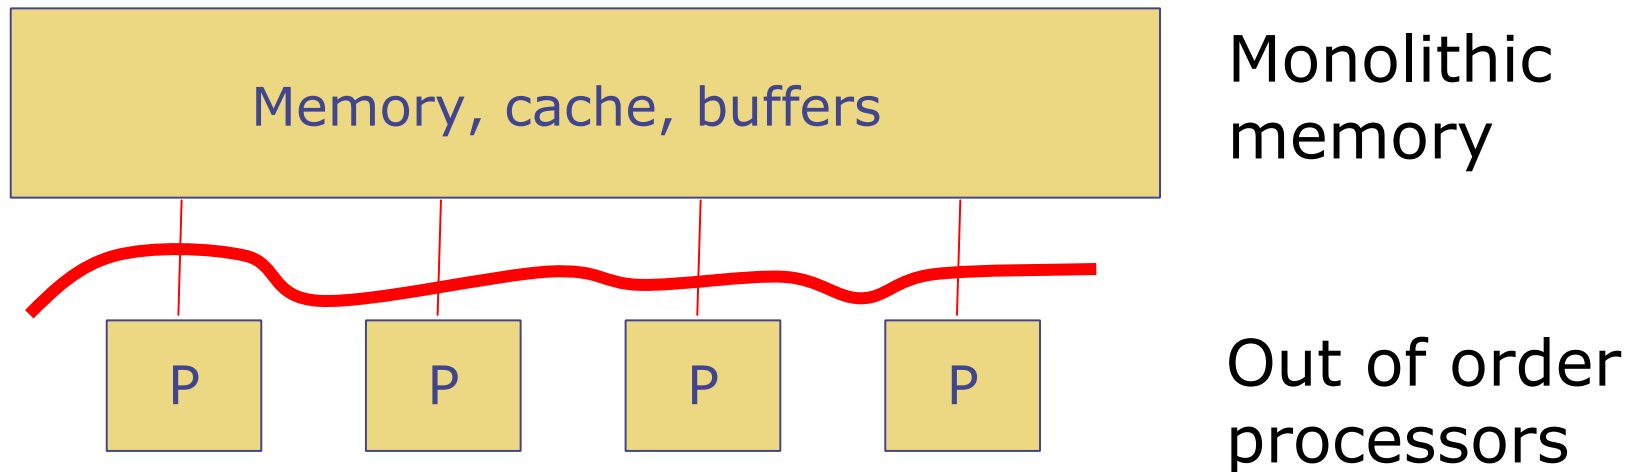 Memory, cache, buffers
Monolithic
memory
P
P
P
P
Out of order
processors